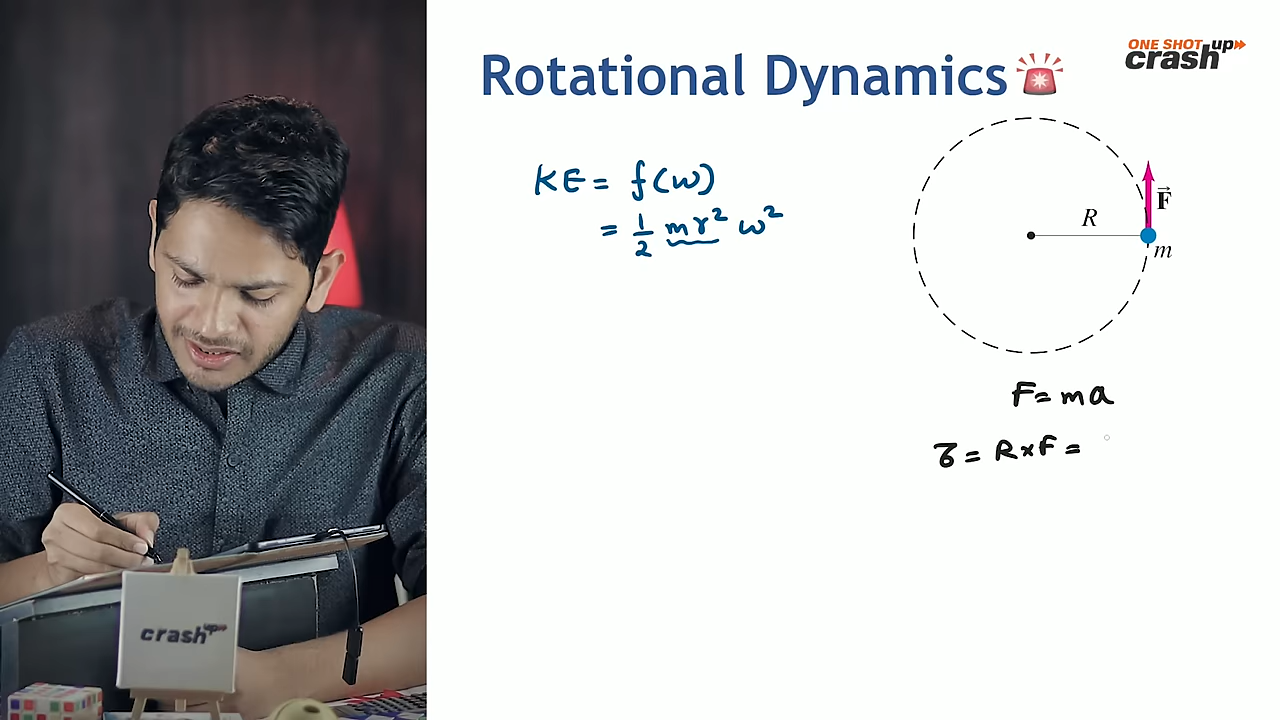 Rotational Dynamics
ONE SHOT
crash up
KE = f(ω)
= 1/2 mr² ω²
R
F⃗
m
F = ma
τ = R×F =
crash up